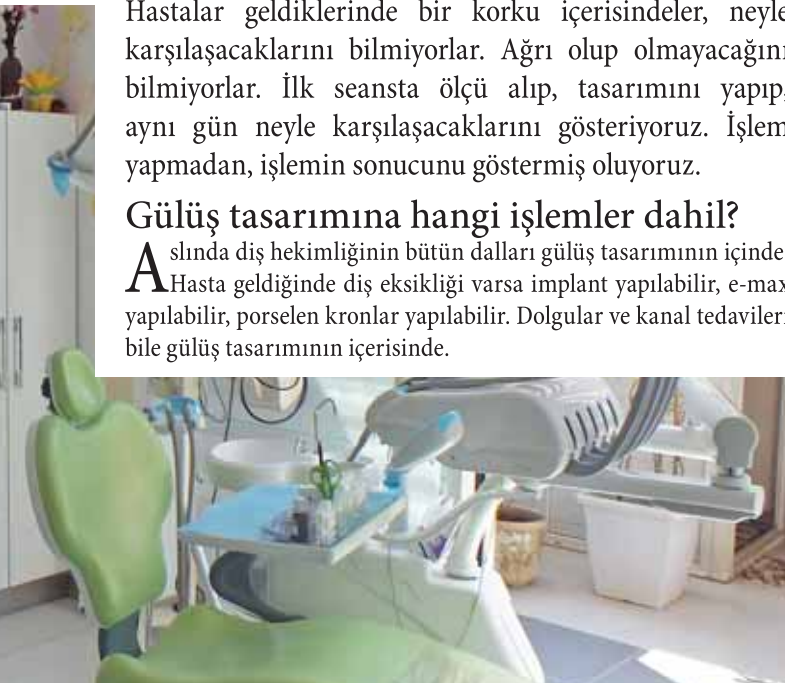 Hastalar geldiklerinde bir korku içerisindeler, neyle
karşılaşacaklarını bilmiyorlar. Ağrı olup olmayacağını
bilmiyorlar. İlk seansta ölçü alıp, tasarımını yapıp,
aynı gün neyle karşılaşacaklarını gösteriyoruz. İşlem
yapmadan, işlemin sonucunu göstermiş oluyoruz.
Gülüş tasarımına hangi işlemler dahil?
Aslında diş hekimliğinin bütün dalları gülüş tasarımının içinde
Hasta geldiğinde diş eksikliği varsa implant yapılabilir, e-max
yapılabilir, porselen kronlar yapılabilir. Dolgular ve kanal tedavileri
bile gülüş tasarımının içerisinde.